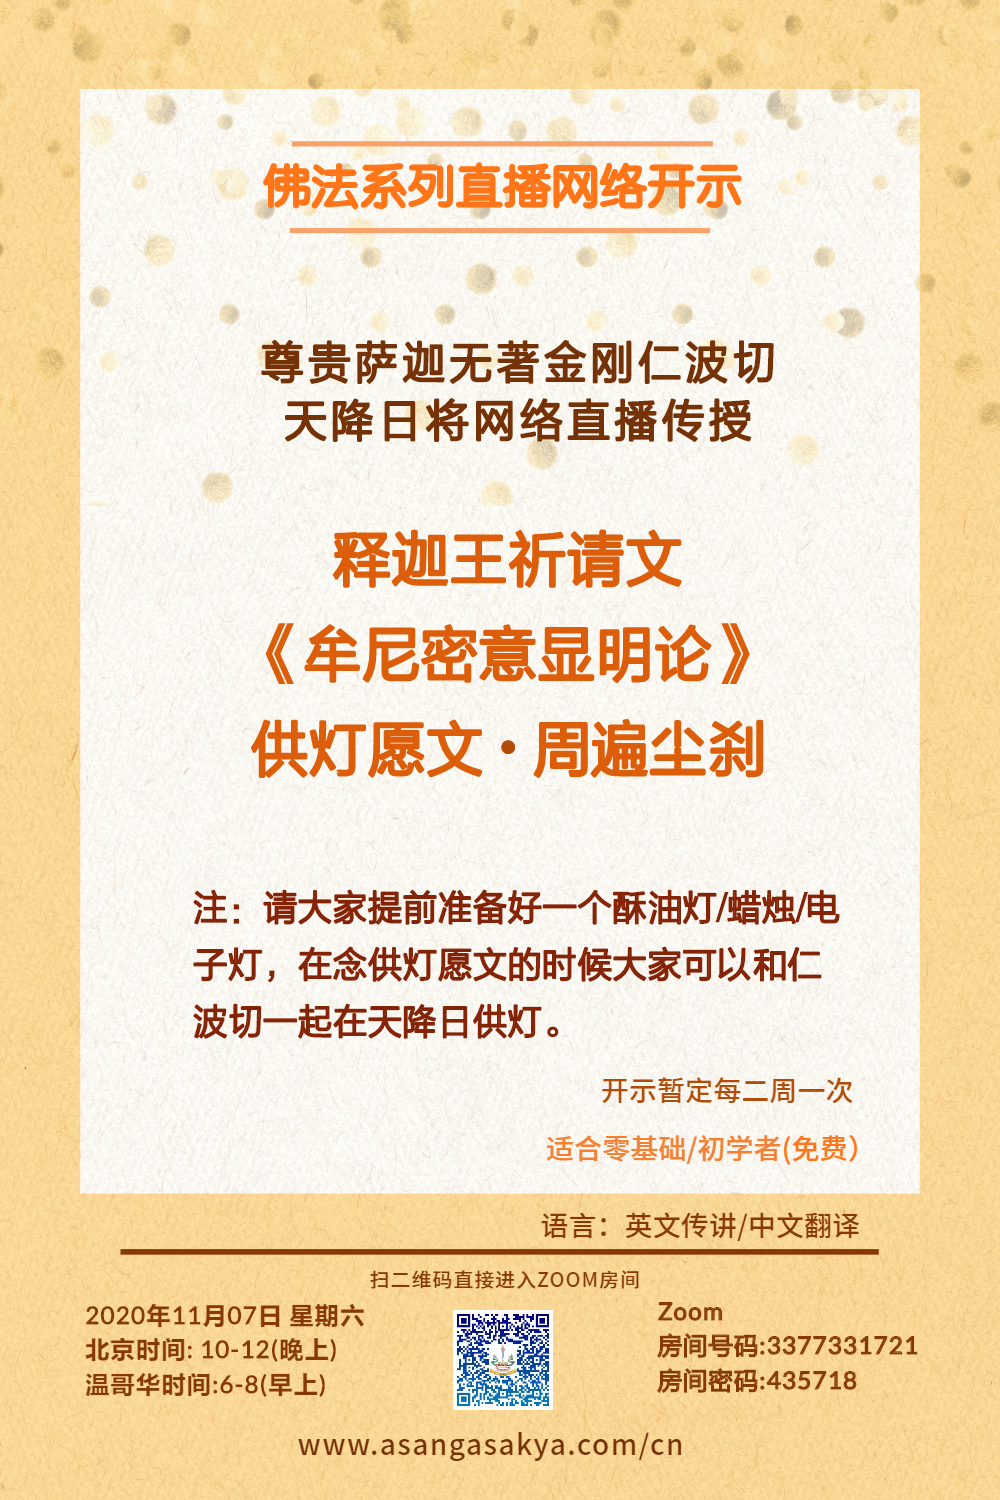 佛法系列直播网络开示
尊贵萨迦无著金刚仁波切
天降日将网络直播传授
释迦王祈请文
《牟尼密意显明论》
供灯愿文·周遍尘刹
注：请大家提前准备好一个酥油灯/蜡烛/电
子灯，在念供灯愿文的时候大家可以和仁
波切一起在天降日供灯。
开示暂定每二周一次
适合零基础/初学者(免费）
语言：英文传讲/中文翻译
扫二维码直接进入ZOOM房间
2020年11月07日 星期六
北京时间: 10-12(晚上)
温哥华时间:6-8(早上)
Zoom
房间号码:3377331721
房间密码:435718
www.asangasakya.com/cn